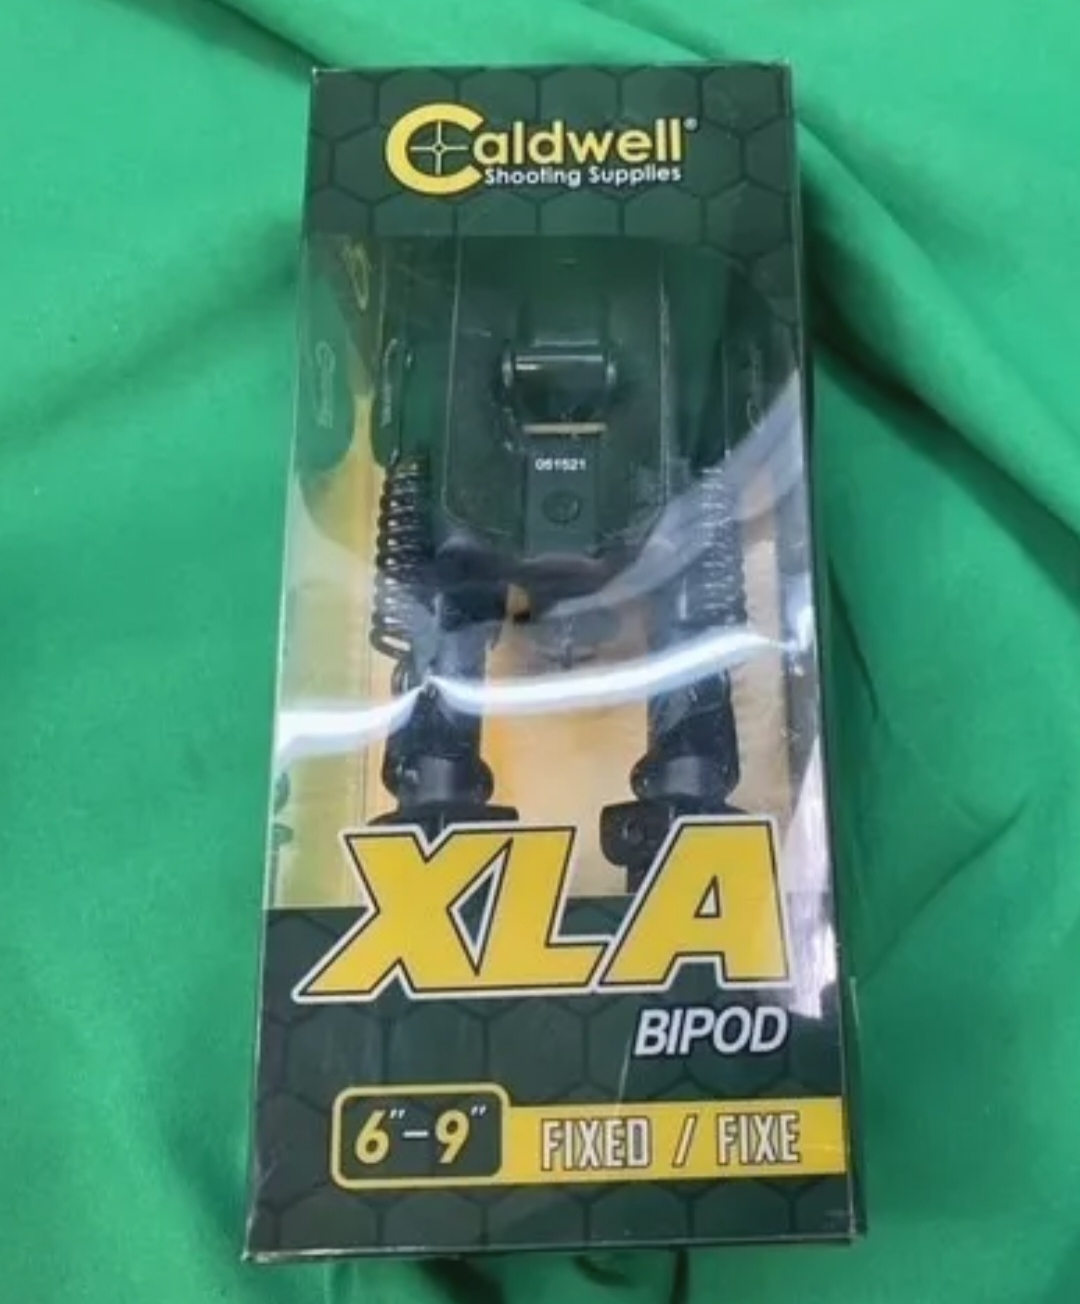 Caldwell®
Shooting Supplies
051521
XLA
BIPOD
6"-9"
FIXED / FIXE